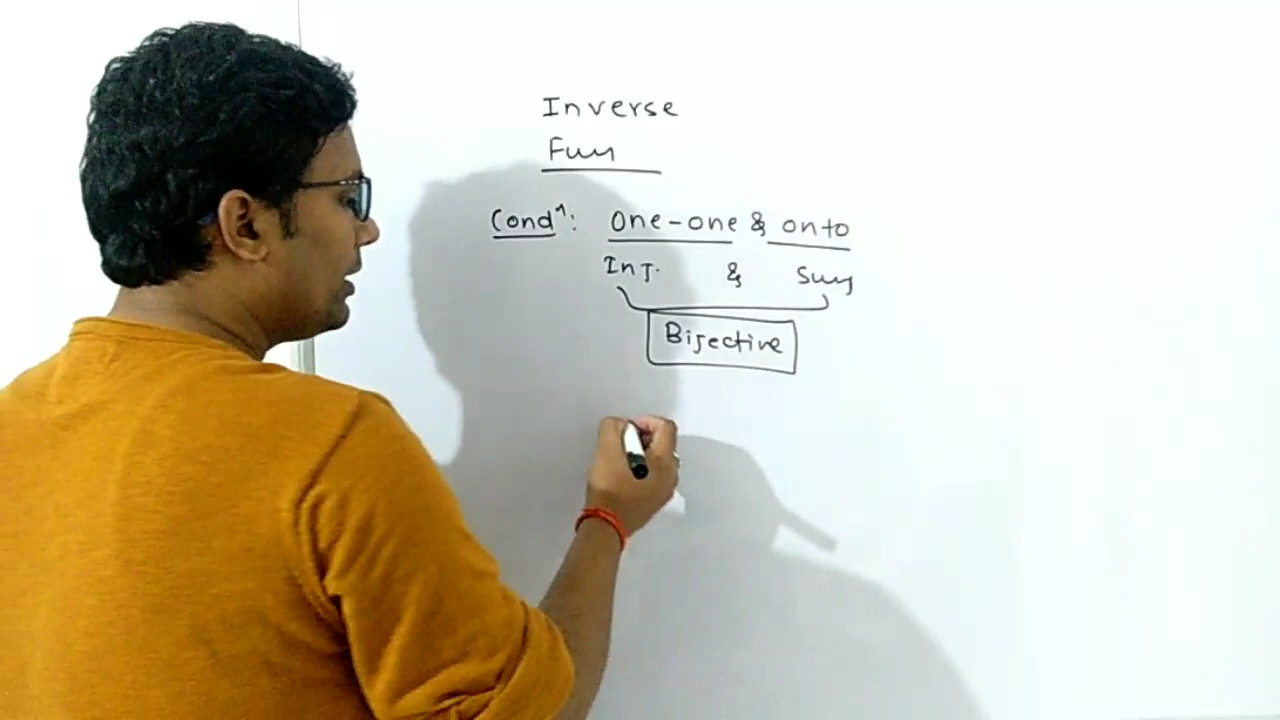 Inverse
Fun
Condⁿ: one-one & onto
Inj. & Surj
Bijective